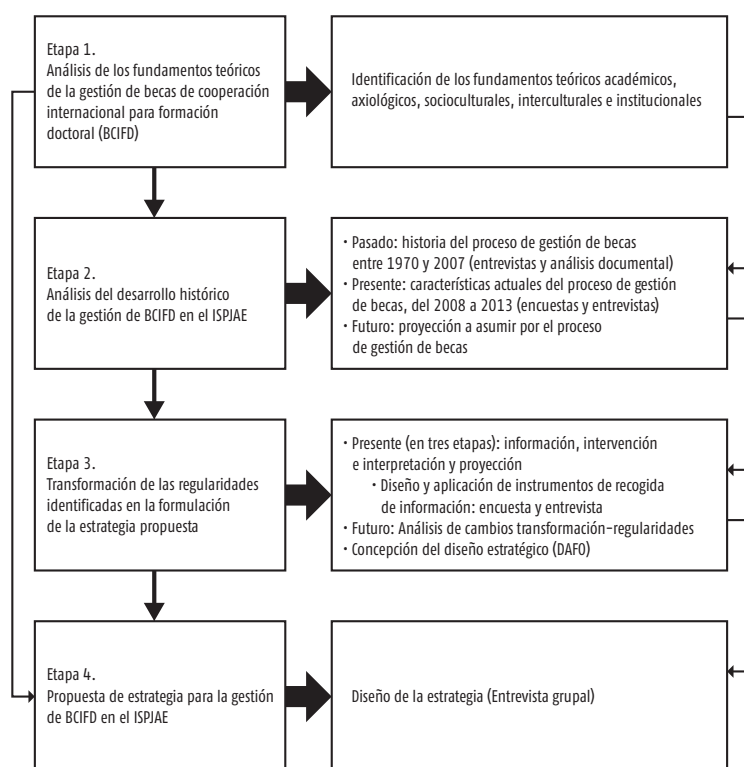 Etapa 1.
Análisis de los fundamentos teóricos
de la gestión de becas de cooperación
internacional para formación
doctoral (BCIFD)
Identificación de los fundamentos teóricos académicos,
axiológicos, socioculturales, interculturales e institucionales
Etapa 2.
Análisis del desarrollo histórico
de la gestión de BCIFD en el ISPJAE
· Pasado: historia del proceso de gestión de becas
entre 1970 y 2007 (entrevistas y análisis documental)
· Presente: características actuales del proceso de gestión
de becas, del 2008 a 2013 (encuestas y entrevistas)
· Futuro: proyección a asumir por el proceso
de gestión de becas
Etapa 3.
Transformación de las regularidades
identificadas en la formulación
de la estrategia propuesta
· Presente (en tres etapas): información, intervención
e interpretación y proyección
· Diseño y aplicación de instrumentos de recogida
de información: encuesta y entrevista
· Futuro: Análisis de cambios transformación-regularidades
· Concepción del diseño estratégico (DAFO)
Etapa 4.
Propuesta de estrategia para la gestión
de BCIFD en el ISPJAE
Diseño de la estrategia (Entrevista grupal)